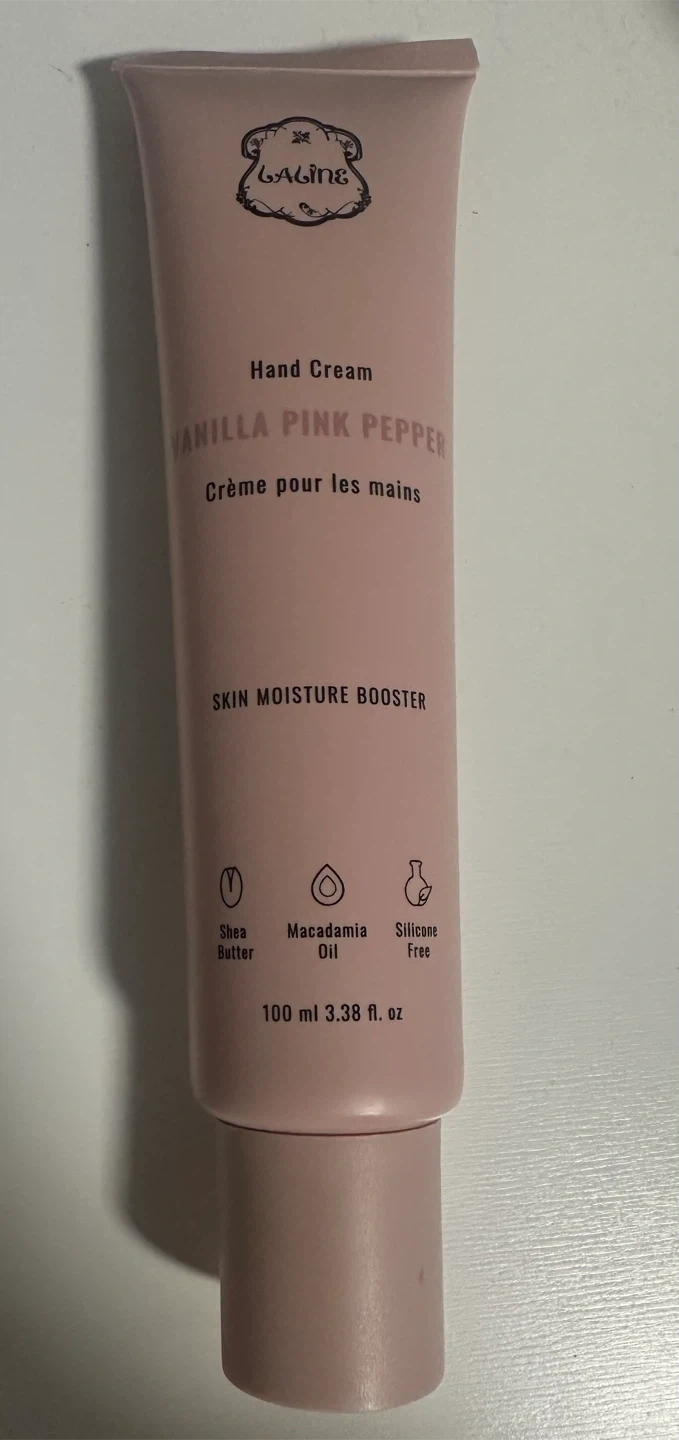 LALINE
Hand Cream
VANILLA PINK PEPPER
Crème pour les mains
SKIN MOISTURE BOOSTER
Shea Butter
Macadamia Oil
Silicone Free
100 ml 3.38 fl. oz